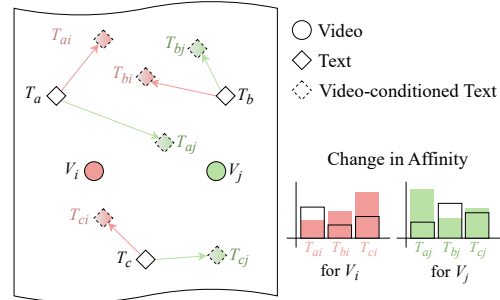 T_ai
T_bj
T_bi
T_a
T_b
T_aj
V_i
V_j
T_ci
T_c
T_cj
Video
Text
Video-conditioned Text
Change in Affinity
T_ai T_bi T_ci
T_aj T_bj T_cj
for V_i
for V_j